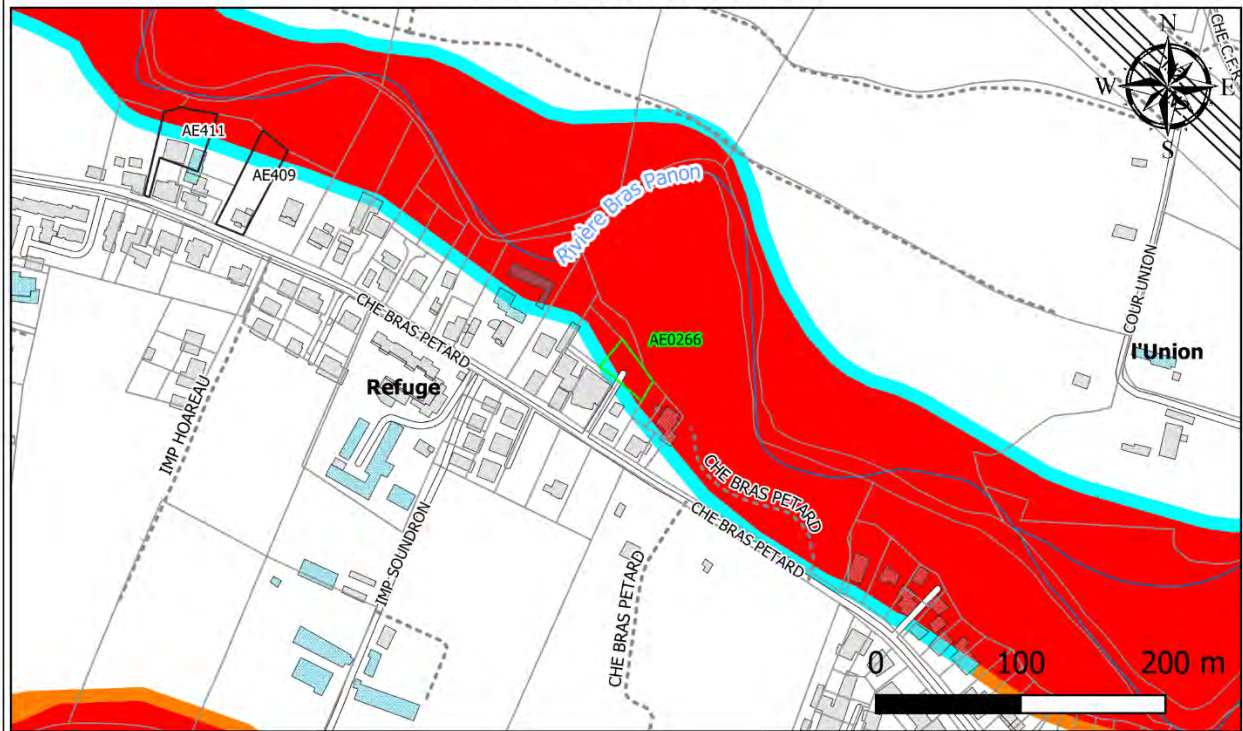 N
CHE C.E.R
W
E
S
AE411
AE409
Rivière Bras Panon
COUR UNION
CHE BRAS PETARD
AE0266
l'Union
Refuge
IMP HOAREAU
CHE BRAS PETARD
CHE BRAS PETARD
IMP SOUNDRON
CHE BRAS PETARD
0 100 200 m